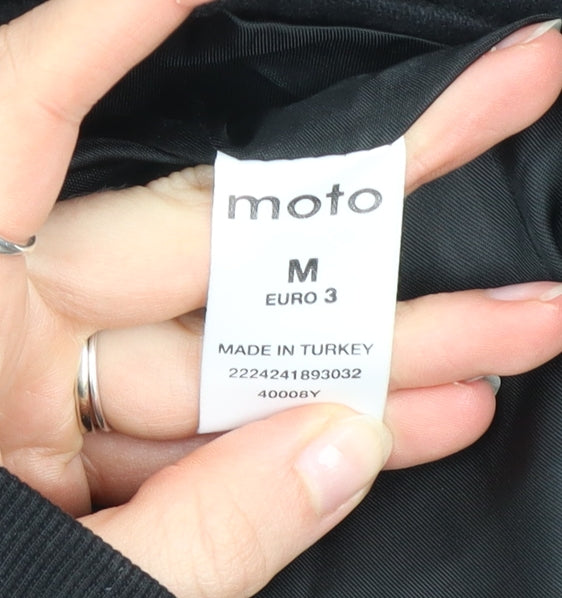 moto
M
EURO 3
MADE IN TURKEY
2224241893032
40008Y